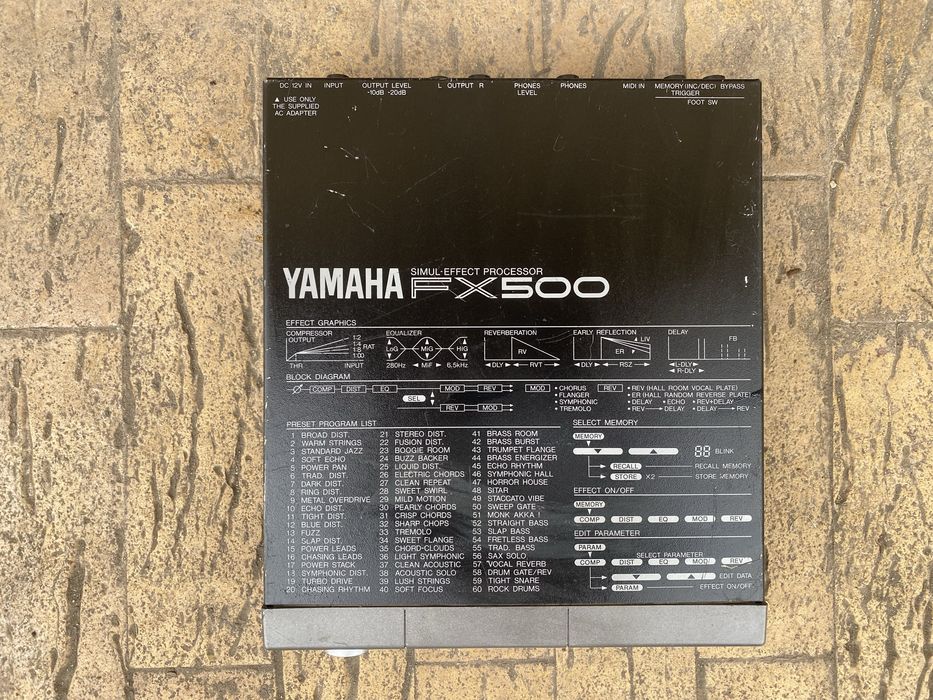 DC 12V IN INPUT OUTPUT LEVEL L OUTPUT R PHONES PHONES MIDI IN MEMORY (INC/DEC) BYPASS
-10dB -20dB LEVEL TRIGGER
FOOT SW
▲ USE ONLY
THE SUPPLIED
AC ADAPTER
SIMUL-EFFECT PROCESSOR
YAMAHA FX500
EFFECT GRAPHICS
COMPRESSOR EQUALIZER REVERBERATION EARLY REFLECTION DELAY
OUTPUT 1:2
1:4
1:8
1:00
RAT
THR INPUT
LoG MiG HiG
280Hz ◄ MiF ► 6.5kHz
RV
◄ DLY ► ◄ RVT ►
LIV
ER
◄ DLY ► ◄ RSZ ►
FB
◄L-DLY►
◄ R-DLY ►
BLOCK DIAGRAM
COMP DIST EQ MOD REV
SEL
REV MOD
MOD • CHORUS
• FLANGER
• SYMPHONIC
• TREMOLO
REV • REV (HALL ROOM VOCAL PLATE)
• ER (HALL RANDOM REVERSE PLATE)
• DELAY • ECHO • REV+DELAY
• REV → DELAY • DELAY → REV
PRESET PROGRAM LIST
1 BROAD DIST.
2 WARM STRINGS
3 STANDARD JAZZ
4 SOFT ECHO
5 POWER PAN
6 TRAD. DIST.
7 DARK DIST.
8 RING DIST.
9 METAL OVERDRIVE
10 ECHO DIST.
11 TIGHT DIST.
12 BLUE DIST.
13 FUZZ
14 SLAP DIST.
15 POWER LEADS
16 CHASING LEADS
17 POWER STACK
18 SYMPHONIC DIST.
19 TURBO DRIVE
20 CHASING RHYTHM
21 STEREO DIST.
22 FUSION DIST.
23 BOOGIE ROOM
24 BUZZ BACKER
25 LIQUID DIST.
26 ELECTRIC CHORDS
27 CLEAN REPEAT
28 SWEET SWIRL
29 MILD MOTION
30 PEARLY CHORDS
31 CRISP CHORDS
32 SHARP CHOPS
33 TREMOLO
34 SWEET FLANGE
35 CHORD-CLOUDS
36 LIGHT SYMPHONIC
37 CLEAN ACOUSTIC
38 ACOUSTIC SOLO
39 LUSH STRINGS
40 SOFT FOCUS
41 BRASS ROOM
42 BRASS BURST
43 TRUMPET FLANGE
44 BRASS ENERGIZER
45 ECHO RHYTHM
46 SYMPHONIC HALL
47 HORROR HOUSE
48 SITAR
49 STACCATO VIBE
50 SWEEP GATE
51 MONK AKKA !
52 STRAIGHT BASS
53 SLAP BASS
54 FRETLESS BASS
55 TRAD. BASS
56 SAX SOLO
57 VOCAL REVERB
58 DRUM GATE/REV
59 TIGHT SNARE
60 ROCK DRUMS
SELECT MEMORY
MEMORY
88 BLINK
RECALL RECALL MEMORY
STORE X2 STORE MEMORY
EFFECT ON/OFF
MEMORY
COMP DIST EQ MOD REV
EDIT PARAMETER
PARAM SELECT PARAMETER
COMP DIST EQ MOD REV
EDIT DATA
PARAM EFFECT ON/OFF